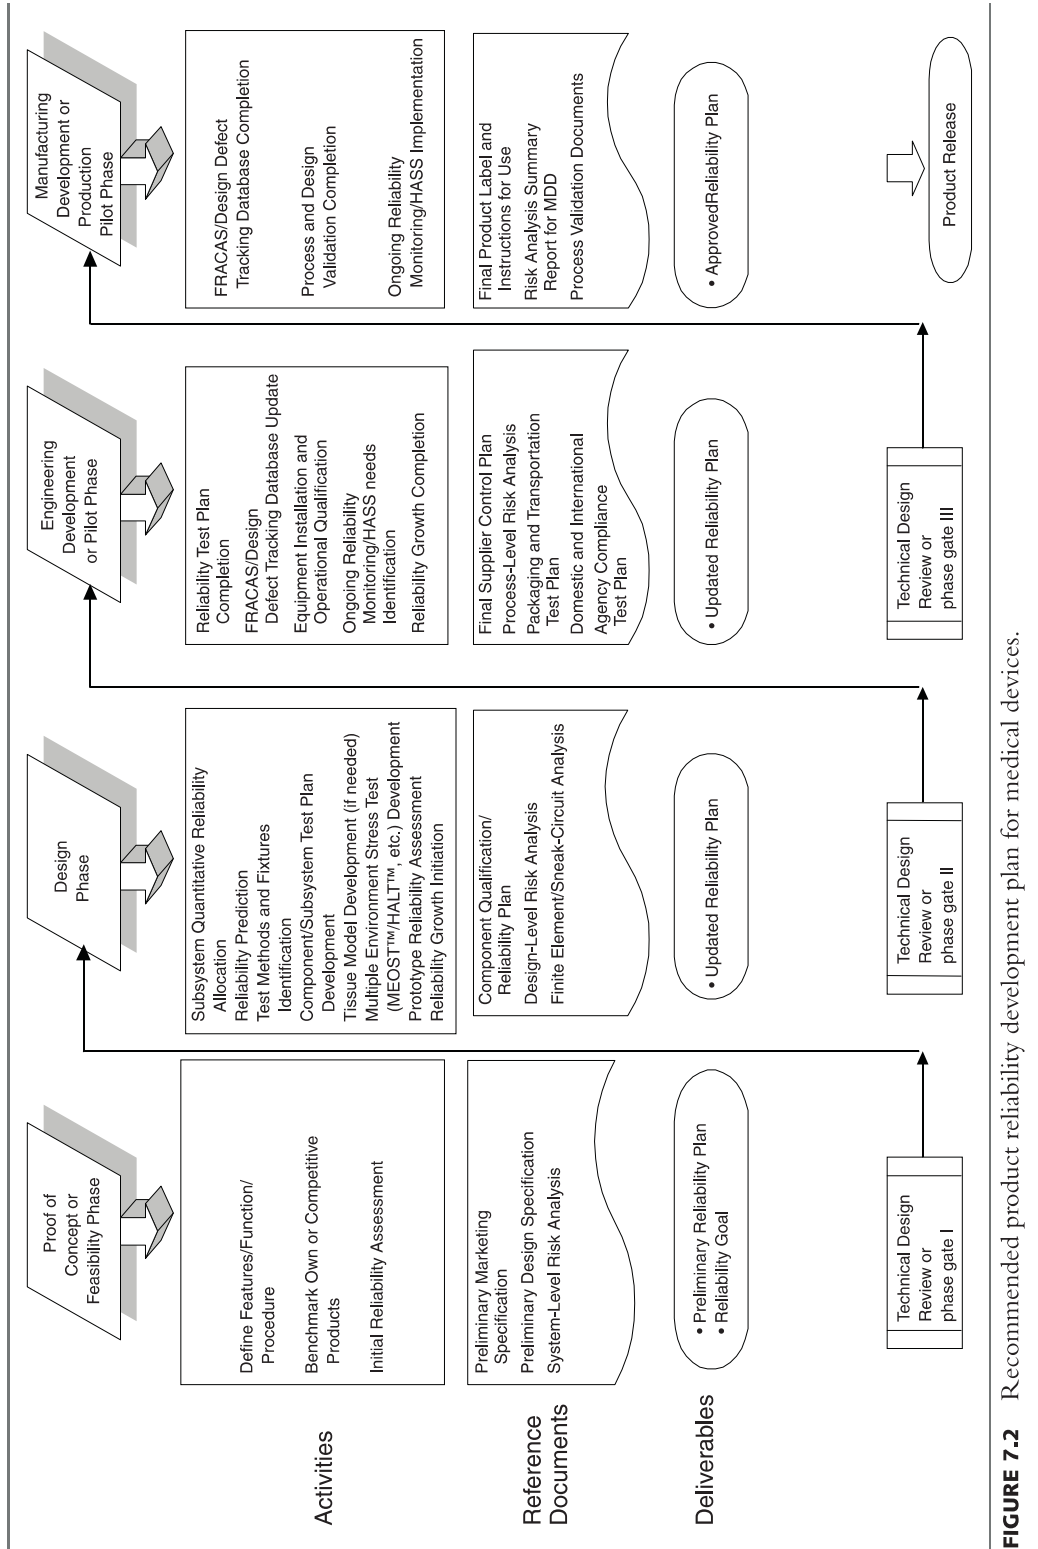 Proof of
Concept or
Feasibility Phase
Design
Phase
Engineering
Development
or Pilot Phase
Manufacturing
Development or
Production
Pilot Phase
Activities
Define Features/Function/
Procedure
Benchmark Own or Competitive
Products
Initial Reliability Assessment
Subsystem Quantitative Reliability
Allocation
Reliability Prediction
Test Methods and Fixtures
Identification
Component/Subsystem Test Plan
Development
Tissue Model Development (if needed)
Multiple Environment Stress Test
(MEOST™/HALT™, etc.) Development
Prototype Reliability Assessment
Reliability Growth Initiation
Reliability Test Plan
Completion
FRACAS/Design
Defect Tracking Database Update
Equipment Installation and
Operational Qualification
Ongoing Reliability
Monitoring/HASS needs
Identification
Reliability Growth Completion
FRACAS/Design Defect
Tracking Database Completion
Process and Design
Validation Completion
Ongoing Reliability
Monitoring/HASS Implementation
Reference
Documents
Preliminary Marketing
Specification
Preliminary Design Specification
System-Level Risk Analysis
Component Qualification/
Reliability Plan
Design-Level Risk Analysis
Finite Element/Sneak-Circuit Analysis
Final Supplier Control Plan
Process-Level Risk Analysis
Packaging and Transportation
Test Plan
Domestic and International
Agency Compliance
Test Plan
Final Product Label and
Instructions for Use
Risk Analysis Summary
Report for MDD
Process Validation Documents
Deliverables
• Preliminary Reliability Plan
• Reliability Goal
• Updated Reliability Plan
• Updated Reliability Plan
• ApprovedReliability Plan
Technical Design
Review or
phase gate I
Technical Design
Review or
phase gate II
Technical Design
Review or
phase gate III
Product Release
FIGURE 7.2 Recommended product reliability development plan for medical devices.